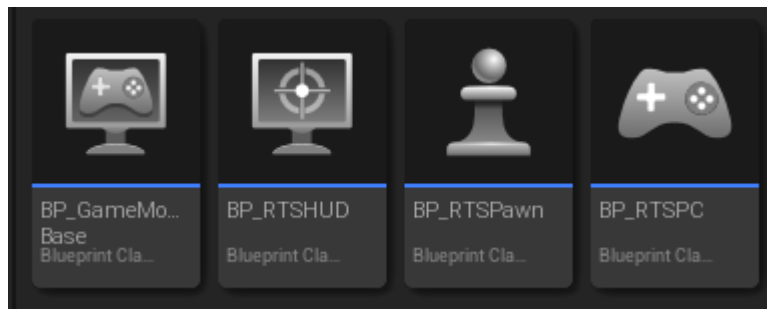 BP_GameMo...
Base
Blueprint Cla...
BP_RTSHUD
Blueprint Cla...
BP_RTSPawn
Blueprint Cla...
BP_RTSPC
Blueprint Cla...